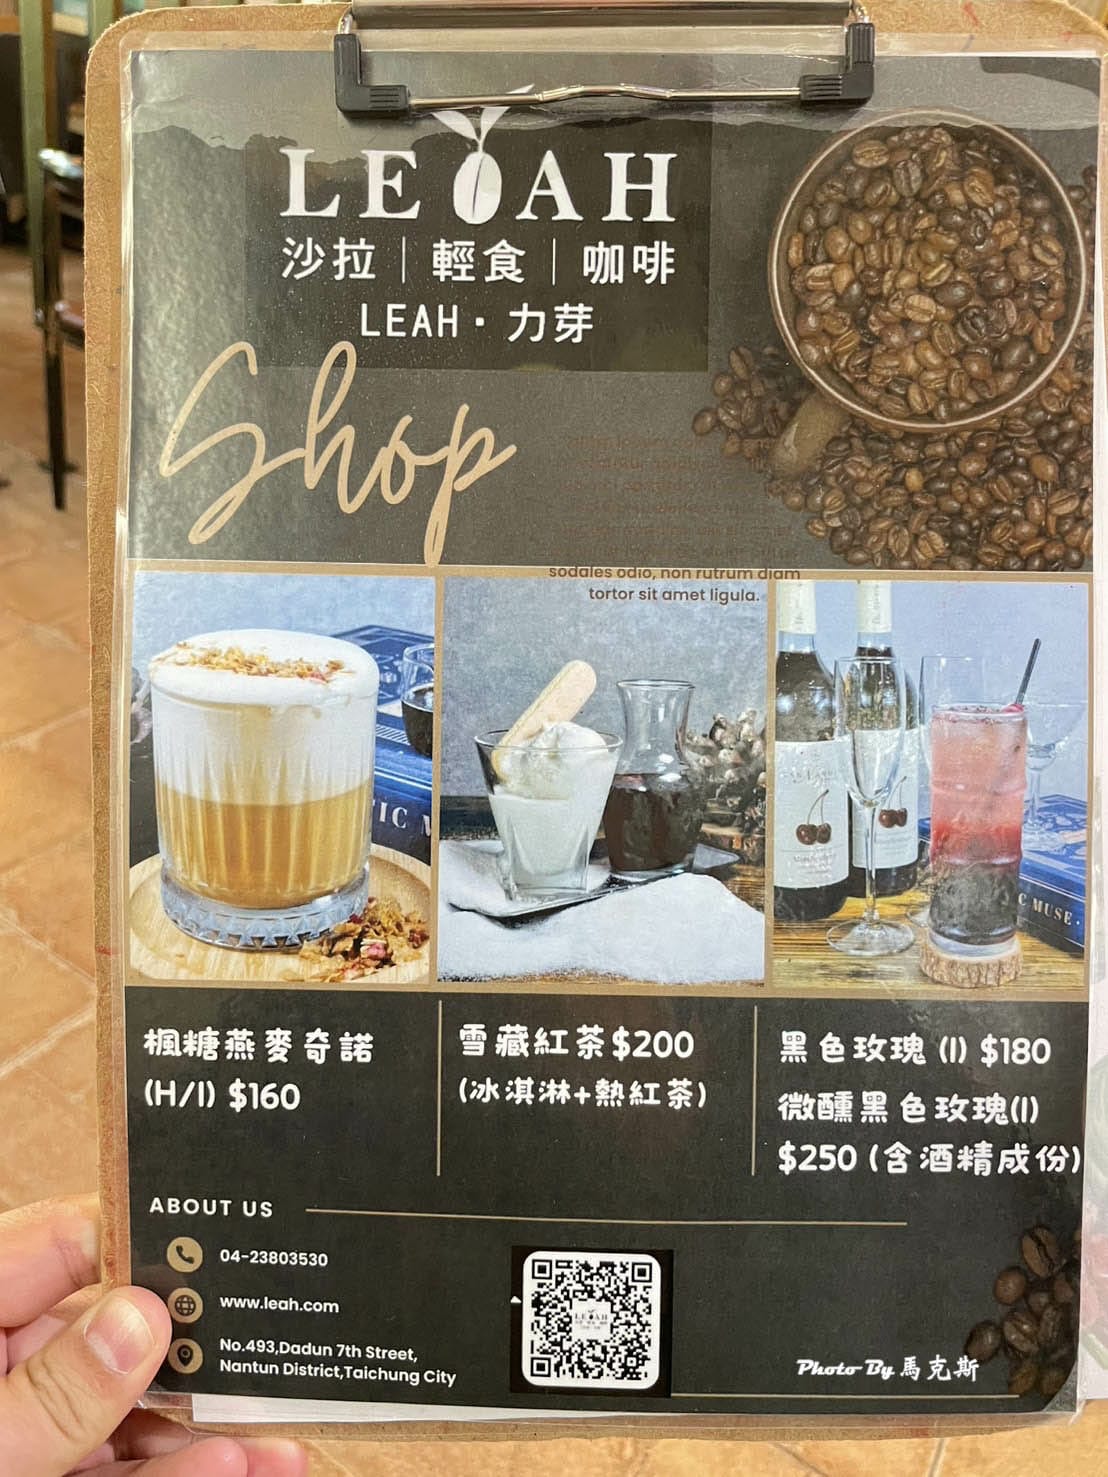 LEAH
沙拉｜輕食｜咖啡
LEAH · 力芽
Shop
sodales odio, non rutrum diam
tortor sit amet ligula.
TIC M
C MUSE.
楓糖燕麥奇諾
(H/I) $160
雪藏紅茶$200
(冰淇淋+熱紅茶)
黑色玫瑰 (I) $180
微醺黑色玫瑰(I)
$250 (含酒精成份)
ABOUT US
04-23803530
www.leah.com
No.493,Dadun 7th Street,
Nantun District,Taichung City
LEAH
Photo By 馬克斯